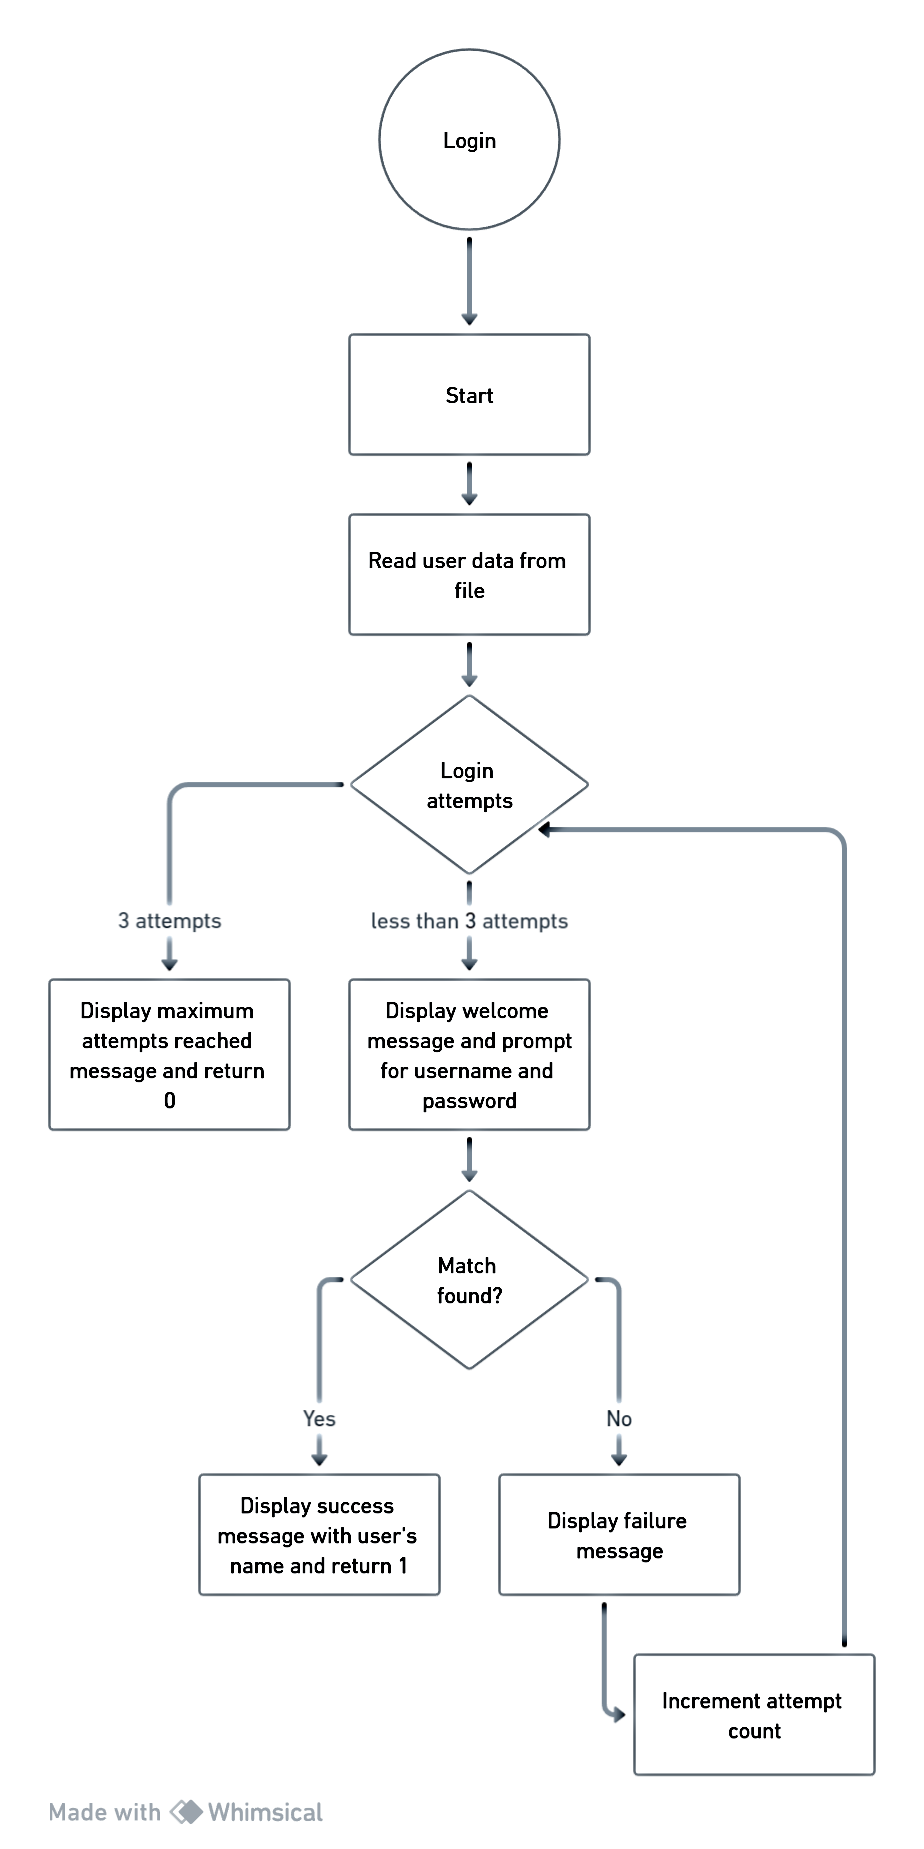 Login
Start
Read user data from
file
Login
attempts
3 attempts
less than 3 attempts
Display maximum
attempts reached
message and return
0
Display welcome
message and prompt
for username and
password
Match
found?
Yes
No
Display success
message with user's
name and return 1
Display failure
message
Increment attempt
count
Made with Whimsical